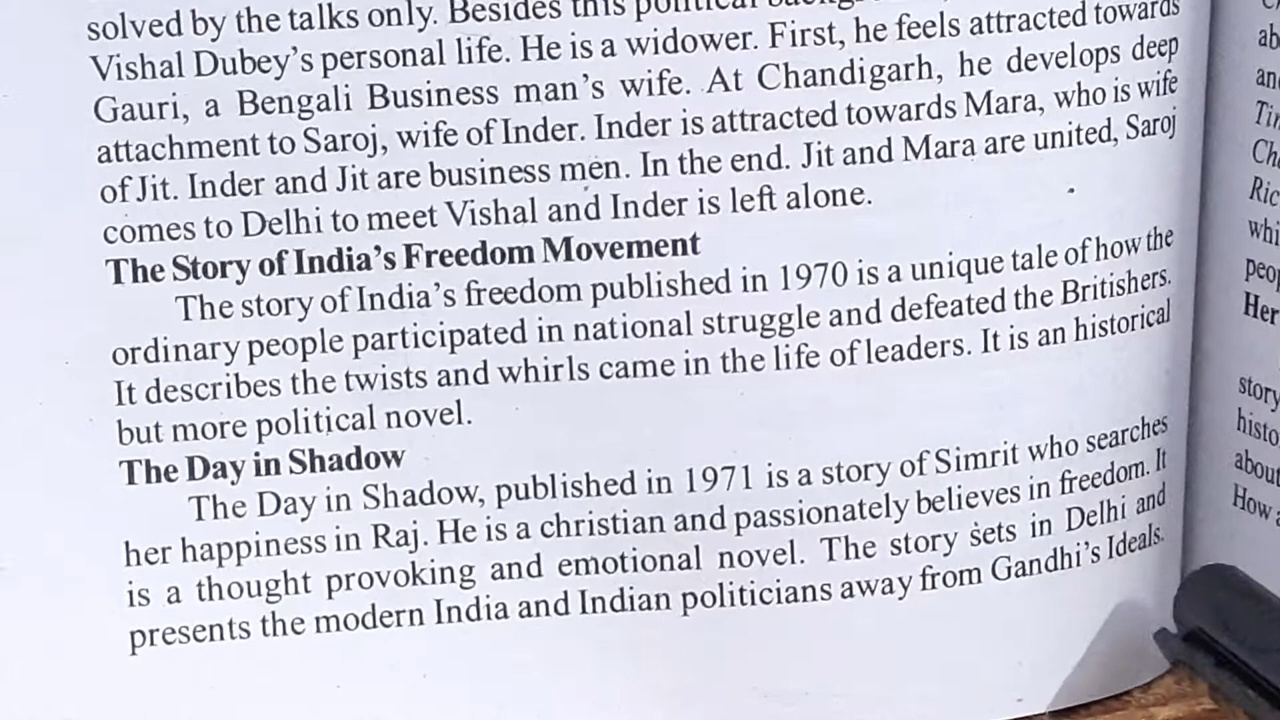 solved by the talks only. Besides this political
Vishal Dubey's personal life. He is a widower. First, he feels attracted towards
Gauri, a Bengali Business man's wife. At Chandigarh, he develops deep
attachment to Saroj, wife of Inder. Inder is attracted towards Mara, who is wife
of Jit. Inder and Jit are business men. In the end. Jit and Mara are united, Saroj
comes to Delhi to meet Vishal and Inder is left alone.
The Story of India's Freedom Movement
The story of India's freedom published in 1970 is a unique tale of how the
ordinary people participated in national struggle and defeated the Britishers.
It describes the twists and whirls came in the life of leaders. It is an historical
but more political novel.
The Day in Shadow
The Day in Shadow, published in 1971 is a story of Simrit who searches
her happiness in Raj. He is a christian and passionately believes in freedom. It
is a thought provoking and emotional novel. The story sets in Delhi and
presents the modern India and Indian politicians away from Gandhi's Ideals.
ab
Ric
whi
Her
story
histo
about
How